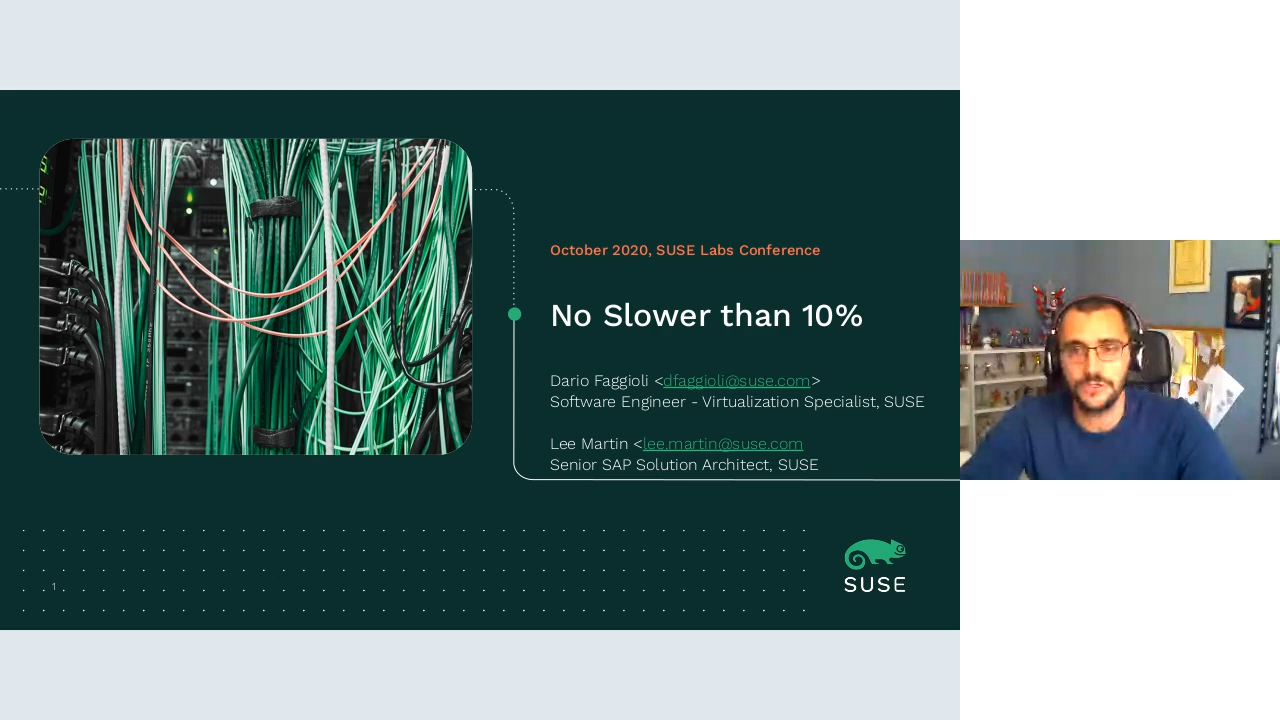 October 2020, SUSE Labs Conference
No Slower than 10%
Dario Faggioli <dfaggioli@suse.com>
Software Engineer - Virtualization Specialist, SUSE
Lee Martin <lee.martin@suse.com
Senior SAP Solution Architect, SUSE
1
SUSE